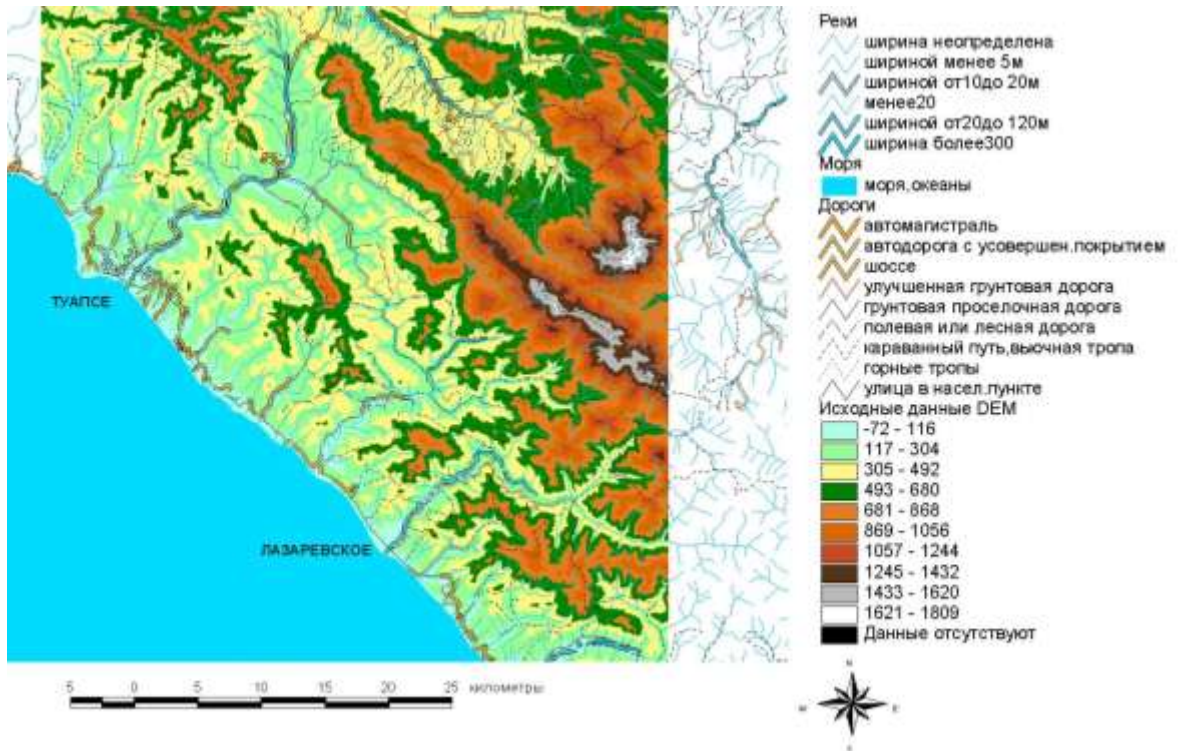 ТУАПСЕ
ЛАЗАРЕВСКОЕ
5 0 5 10 15 20 25 километры
Реки
ширина неопределена
шириной менее 5м
шириной от10до 20м
менее20
шириной от20до 120м
ширина более300
Моря
моря,океаны
Дороги
автомагистраль
автодорога с усовершен.покрытием
шоссе
улучшенная грунтовая дорога
грунтовая проселочная дорога
полевая или лесная дорога
караванный путь,вьючная тропа
горные тропы
улица в насел.пункте
Исходные данные DEM
-72 - 116
117 - 304
305 - 492
493 - 680
681 - 868
869 - 1056
1057 - 1244
1245 - 1432
1433 - 1620
1621 - 1809
Данные отсутствуют